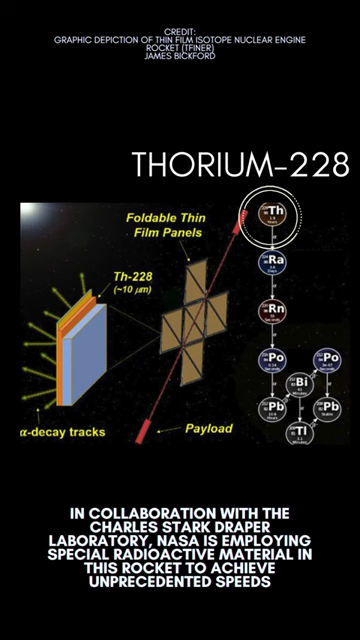 CREDIT:
GRAPHIC DEPICTION OF THIN FILM ISOTOPE NUCLEAR ENGINE
ROCKET (TFINER)
JAMES BICKFORD
THORIUM-228
Foldable Thin
Film Panels
Th-228
(~10 μm)
α-decay tracks
Payload
Th
α
Ra
α
Rn
α
Po
Po
Bi
Pb
Pb
Tl
IN COLLABORATION WITH THE
CHARLES STARK DRAPER
LABORATORY, NASA IS EMPLOYING
SPECIAL RADIOACTIVE MATERIAL IN
THIS ROCKET TO ACHIEVE
UNPRECEDENTED SPEEDS